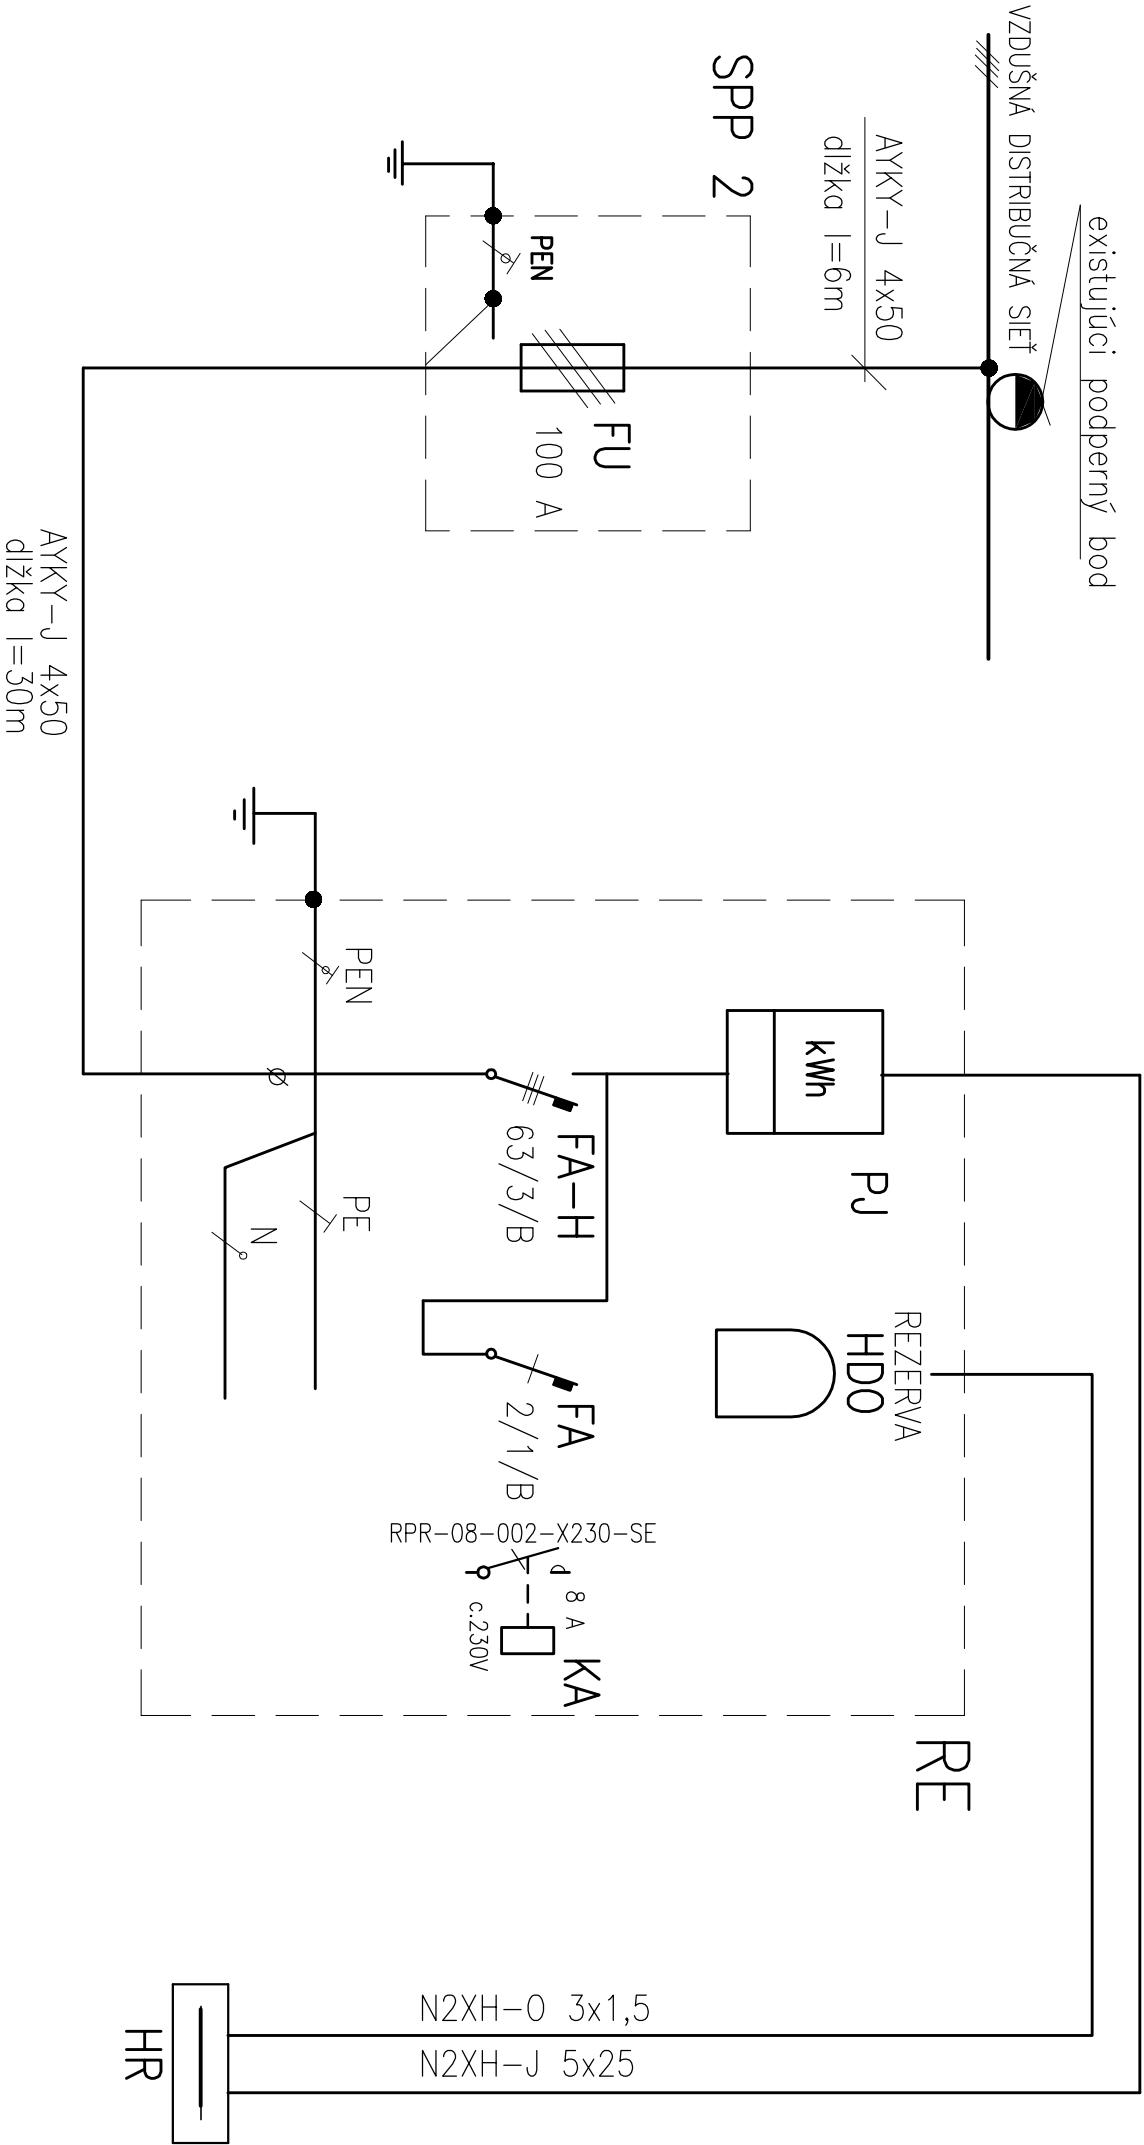 VZDUŠNÁ DISTRIBUČNÁ SIEŤ
existujúci podperný bod
SPP 2
AYKY-J 4x50
dĺžka l=6m
PEN
FU
100 A
AYKY-J 4x50
dĺžka l=30m
PEN
PE
N
kWh
PJ
FA-H
63/3/B
REZERVA
HDO
FA
2/1/B
RPR-08-002-X230-SE
8 A
c.230V
KA
RE
N2XH-O 3x1,5
N2XH-J 5x25
HR